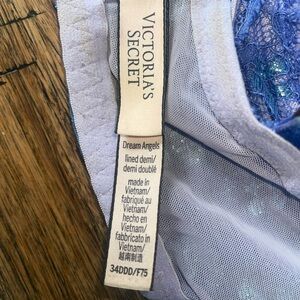 VICTORIA'S
SECRET
Dream Angels
lined demi/
demi doublé
made in
Vietnam/
fabriqué au
Vietnam/
hecho en
Vietnam/
fabbricato in
Vietnam/
越南制造
34DDD/F75